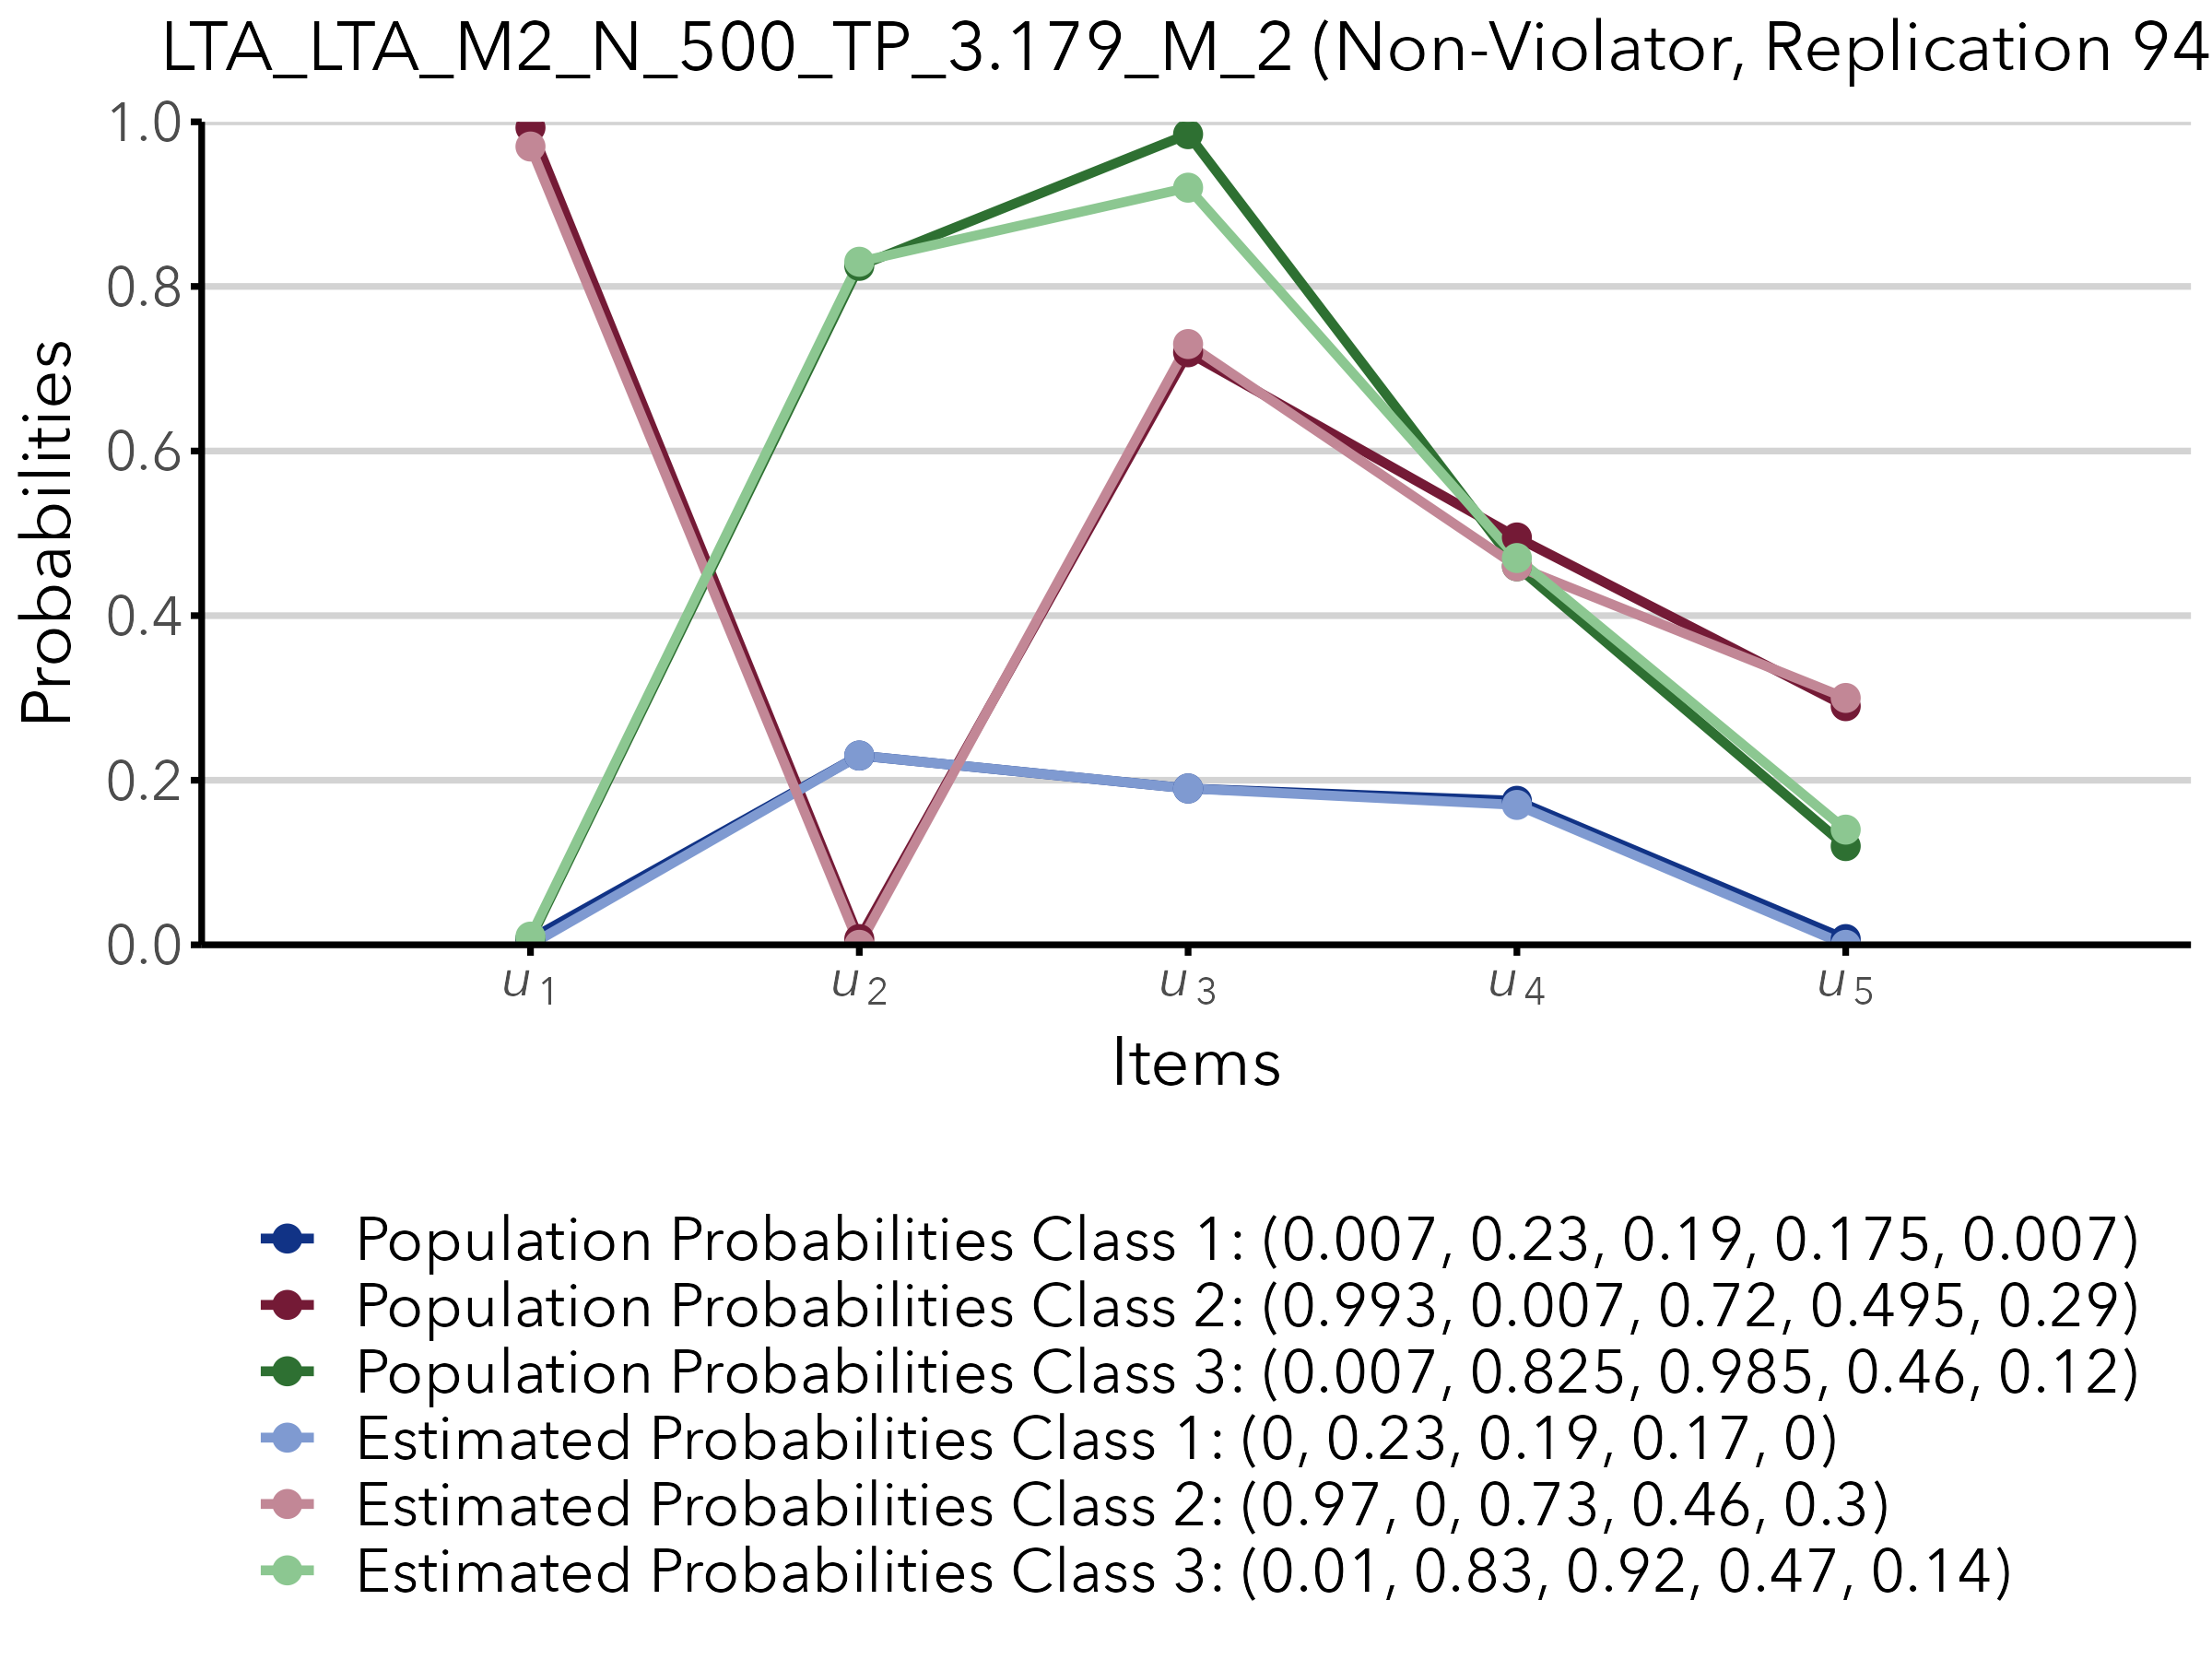 LTA_LTA_M2_N_500_TP_3.179_M_2 (Non-Violator, Replication 94
1.0
0.8
0.6
0.4
0.2
0.0
Probabilities
u1 u2 u3 u4 u5
Items
Population Probabilities Class 1: (0.007, 0.23, 0.19, 0.175, 0.007)
Population Probabilities Class 2: (0.993, 0.007, 0.72, 0.495, 0.29)
Population Probabilities Class 3: (0.007, 0.825, 0.985, 0.46, 0.12)
Estimated Probabilities Class 1: (0, 0.23, 0.19, 0.17, 0)
Estimated Probabilities Class 2: (0.97, 0, 0.73, 0.46, 0.3)
Estimated Probabilities Class 3: (0.01, 0.83, 0.92, 0.47, 0.14)